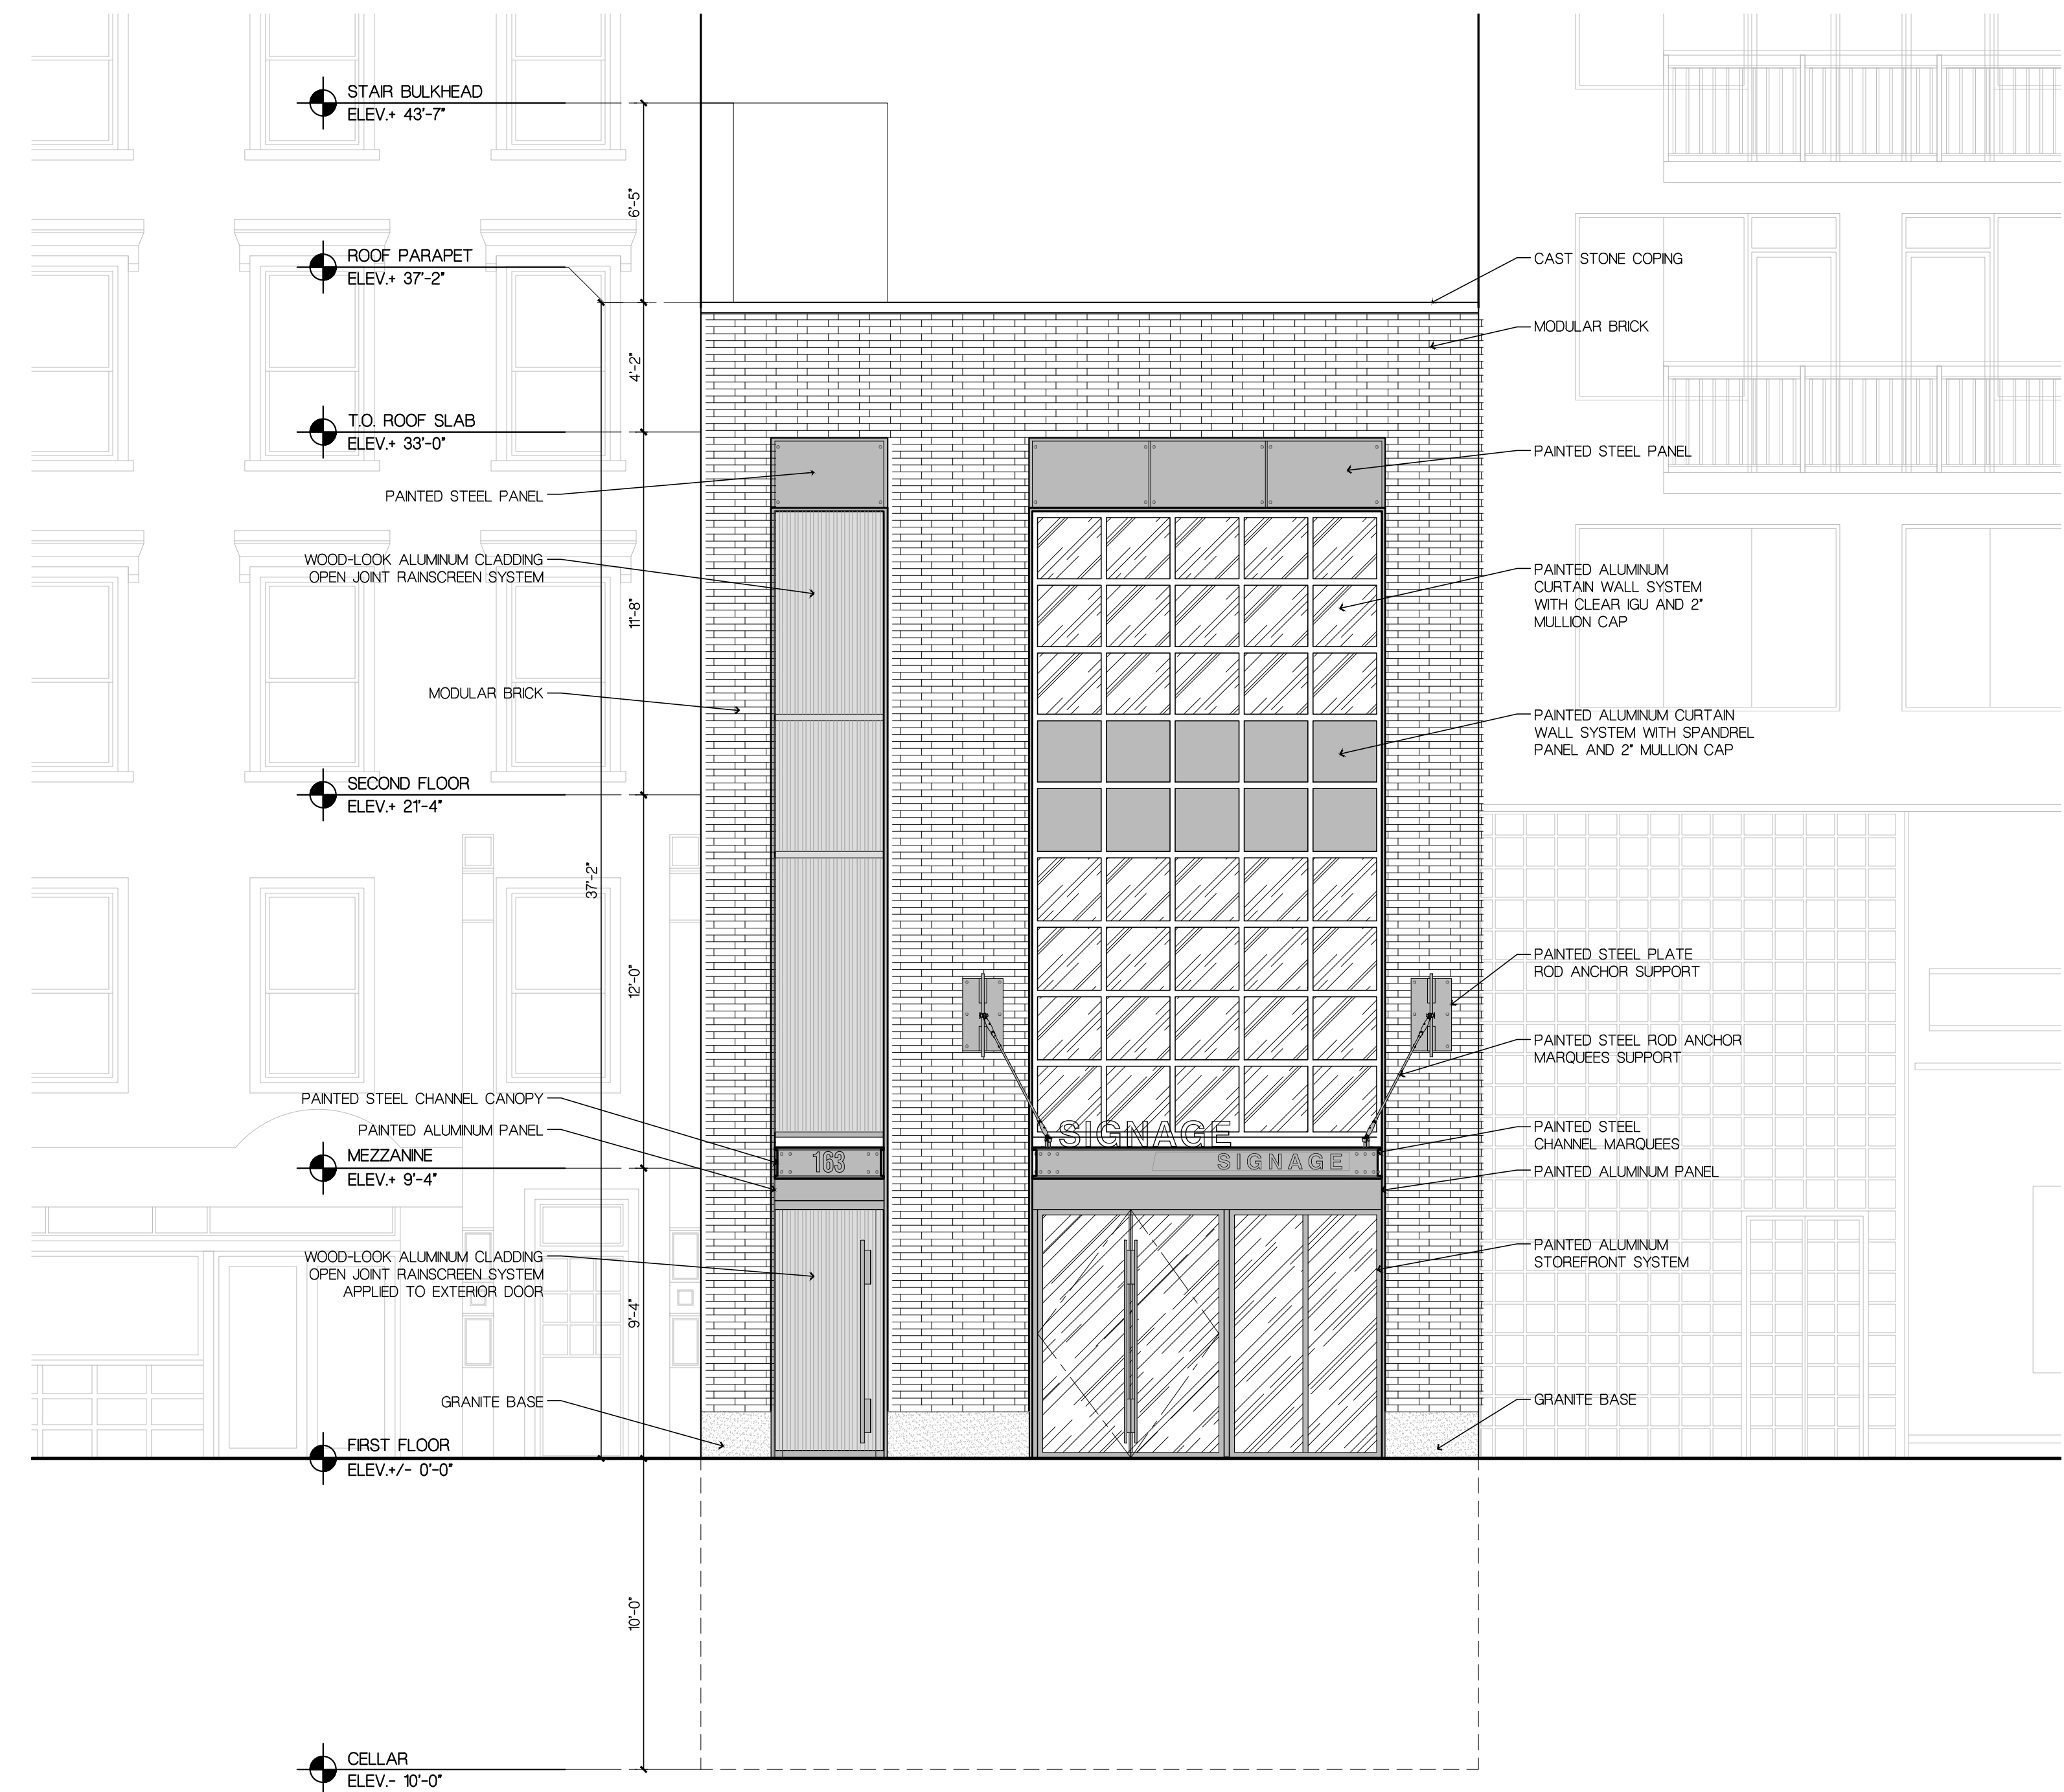 STAIR BULKHEAD
ELEV.+ 43'-7"
6'-5"
ROOF PARAPET
ELEV.+ 37'-2"
CAST STONE COPING
MODULAR BRICK
4'-2"
T.O. ROOF SLAB
ELEV.+ 33'-0"
PAINTED STEEL PANEL
PAINTED STEEL PANEL
WOOD-LOOK ALUMINUM CLADDING
OPEN JOINT RAINSCREEN SYSTEM
11'-8"
PAINTED ALUMINUM
CURTAIN WALL SYSTEM
WITH CLEAR IGU AND 2"
MULLION CAP
MODULAR BRICK
PAINTED ALUMINUM CURTAIN
WALL SYSTEM WITH SPANDREL
PANEL AND 2" MULLION CAP
SECOND FLOOR
ELEV.+ 21'-4"
37'-2"
12'-0"
PAINTED STEEL PLATE
ROD ANCHOR SUPPORT
PAINTED STEEL ROD ANCHOR
MARQUEES SUPPORT
PAINTED STEEL CHANNEL CANOPY
PAINTED ALUMINUM PANEL
SIGNAGE
PAINTED STEEL
CHANNEL MARQUEES
MEZZANINE
ELEV.+ 9'-4"
163
SIGNAGE
PAINTED ALUMINUM PANEL
WOOD-LOOK ALUMINUM CLADDING
OPEN JOINT RAINSCREEN SYSTEM
APPLIED TO EXTERIOR DOOR
9'-4"
PAINTED ALUMINUM
STOREFRONT SYSTEM
GRANITE BASE
GRANITE BASE
FIRST FLOOR
ELEV.+/- 0'-0"
10'-0"
CELLAR
ELEV.- 10'-0"